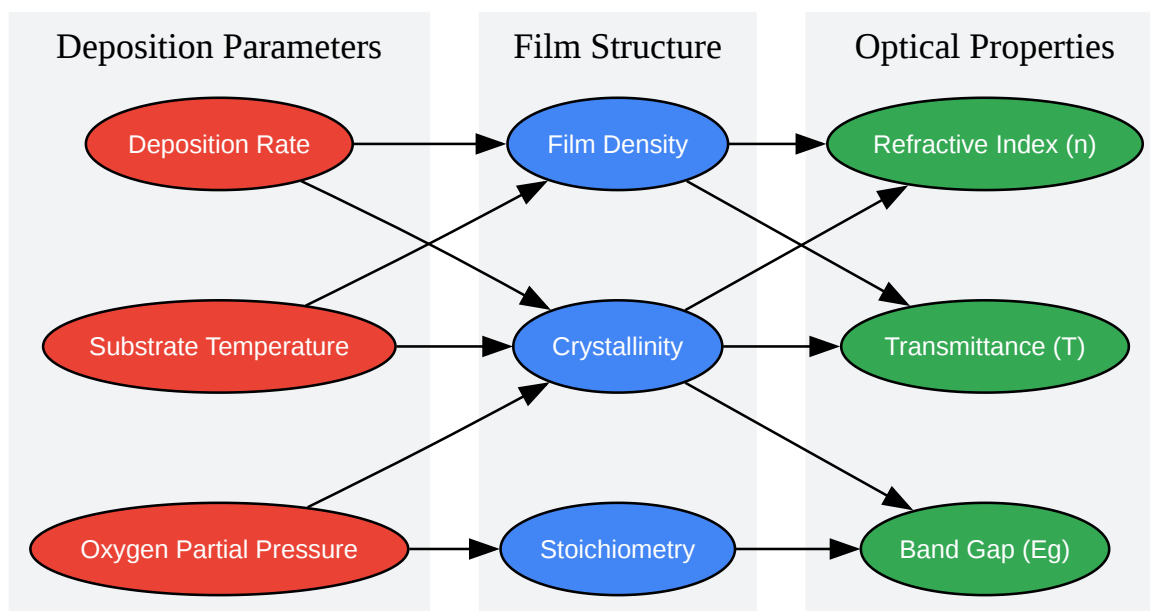 Deposition Parameters
Film Structure
Optical Properties
Deposition Rate
Film Density
Refractive Index (n)
Substrate Temperature
Crystallinity
Transmittance (T)
Oxygen Partial Pressure
Stoichiometry
Band Gap (Eg)